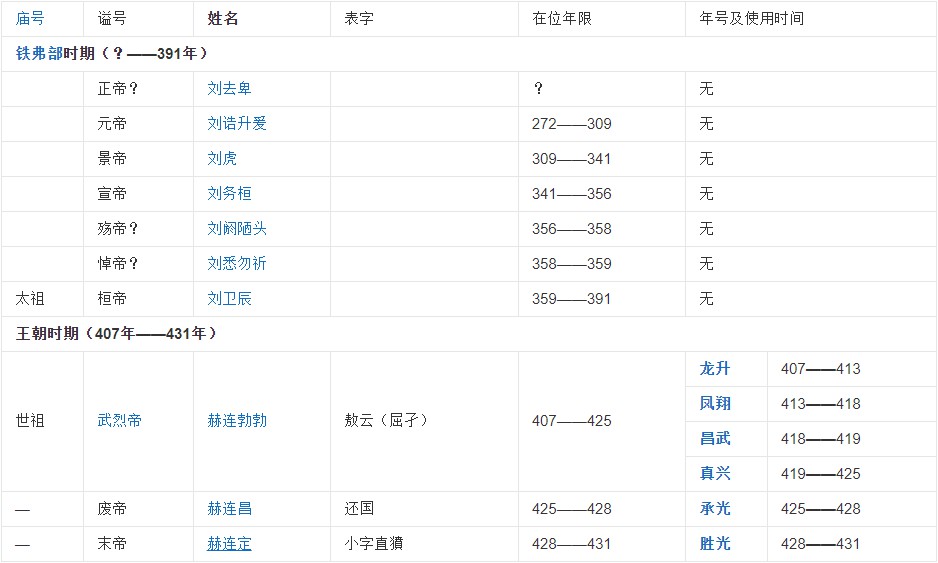 庙号 谥号 姓名 表字 在位年限 年号及使用时间
铁弗部时期（？——391年）
正帝？ 刘去卑 ？ 无
元帝 刘诰升爰 272——309 无
景帝 刘虎 309——341 无
宣帝 刘务桓 341——356 无
殇帝？ 刘阏陋头 356——358 无
悼帝？ 刘悉勿祈 358——359 无
太祖 桓帝 刘卫辰 359——391 无
王朝时期（407年——431年）
世祖 武烈帝 赫连勃勃 敖云（屈孑） 407——425 龙升 407——413
凤翔 413——418
昌武 418——419
真兴 419——425
— 废帝 赫连昌 还国 425——428 承光 425——428
— 末帝 赫连定 小字直獖 428——431 胜光 428——431